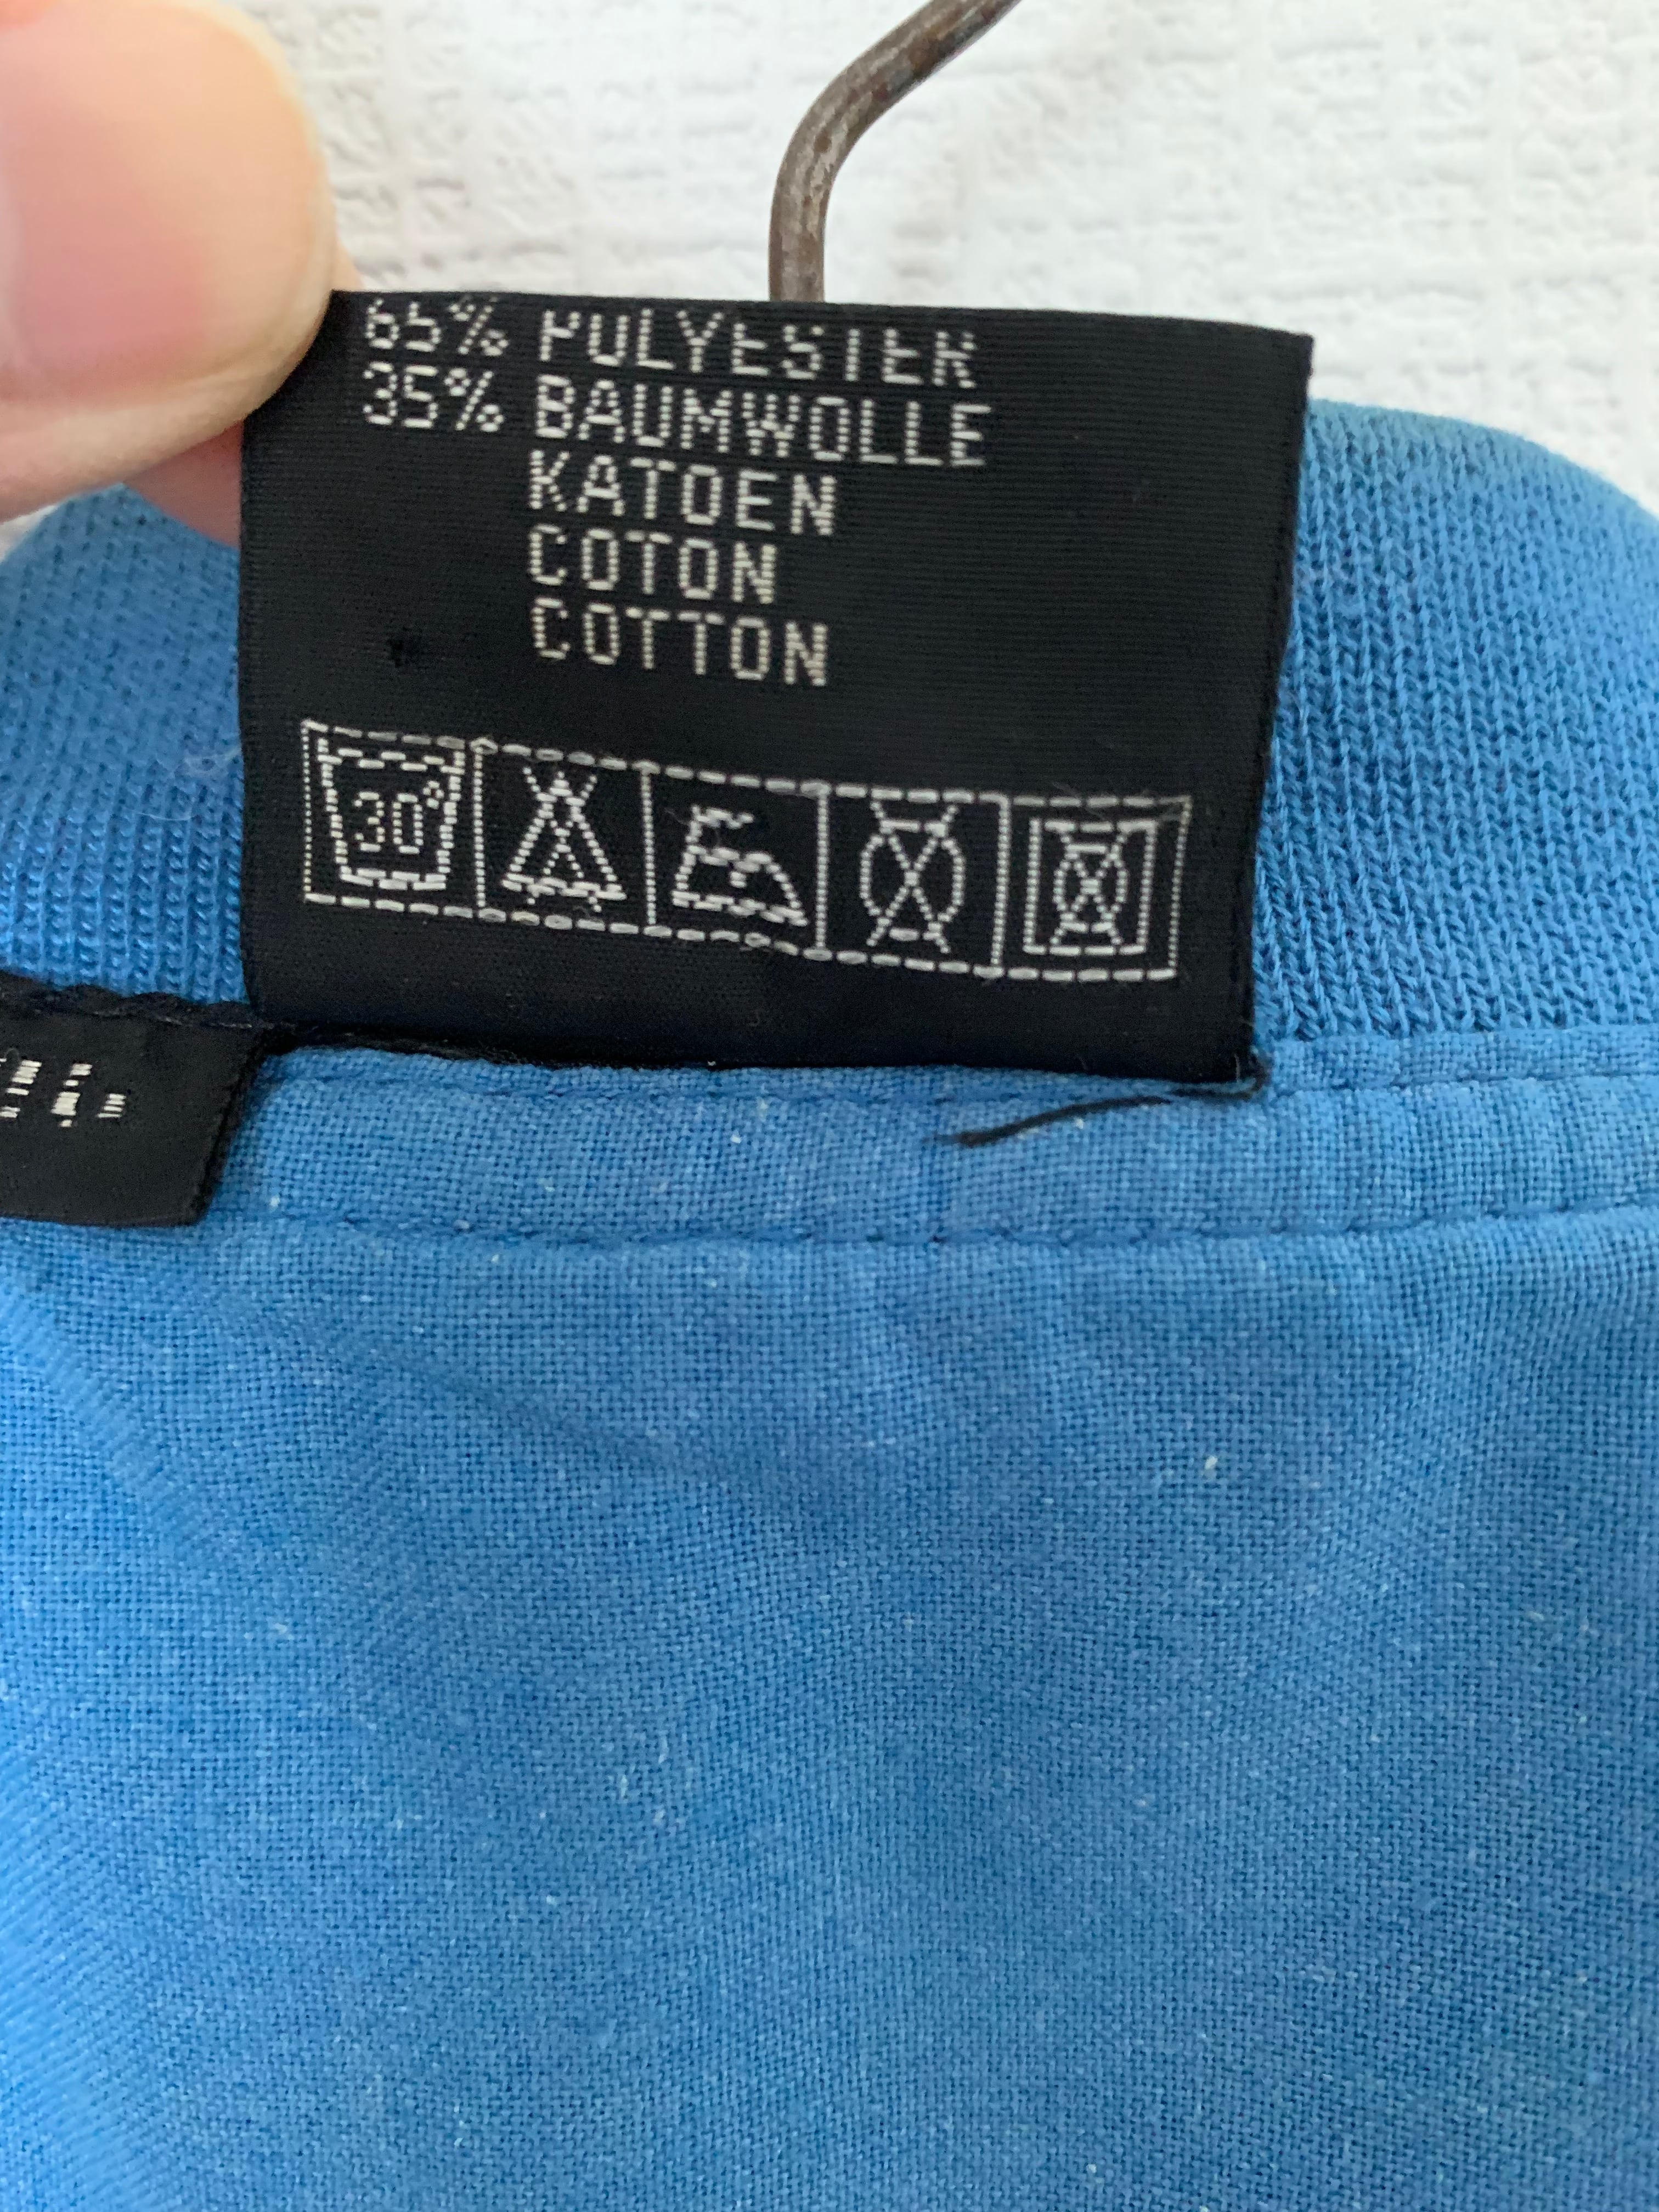 65% POLYESTER
35% BAUMWOLLE
KATOEN
COTON
COTTON
30°